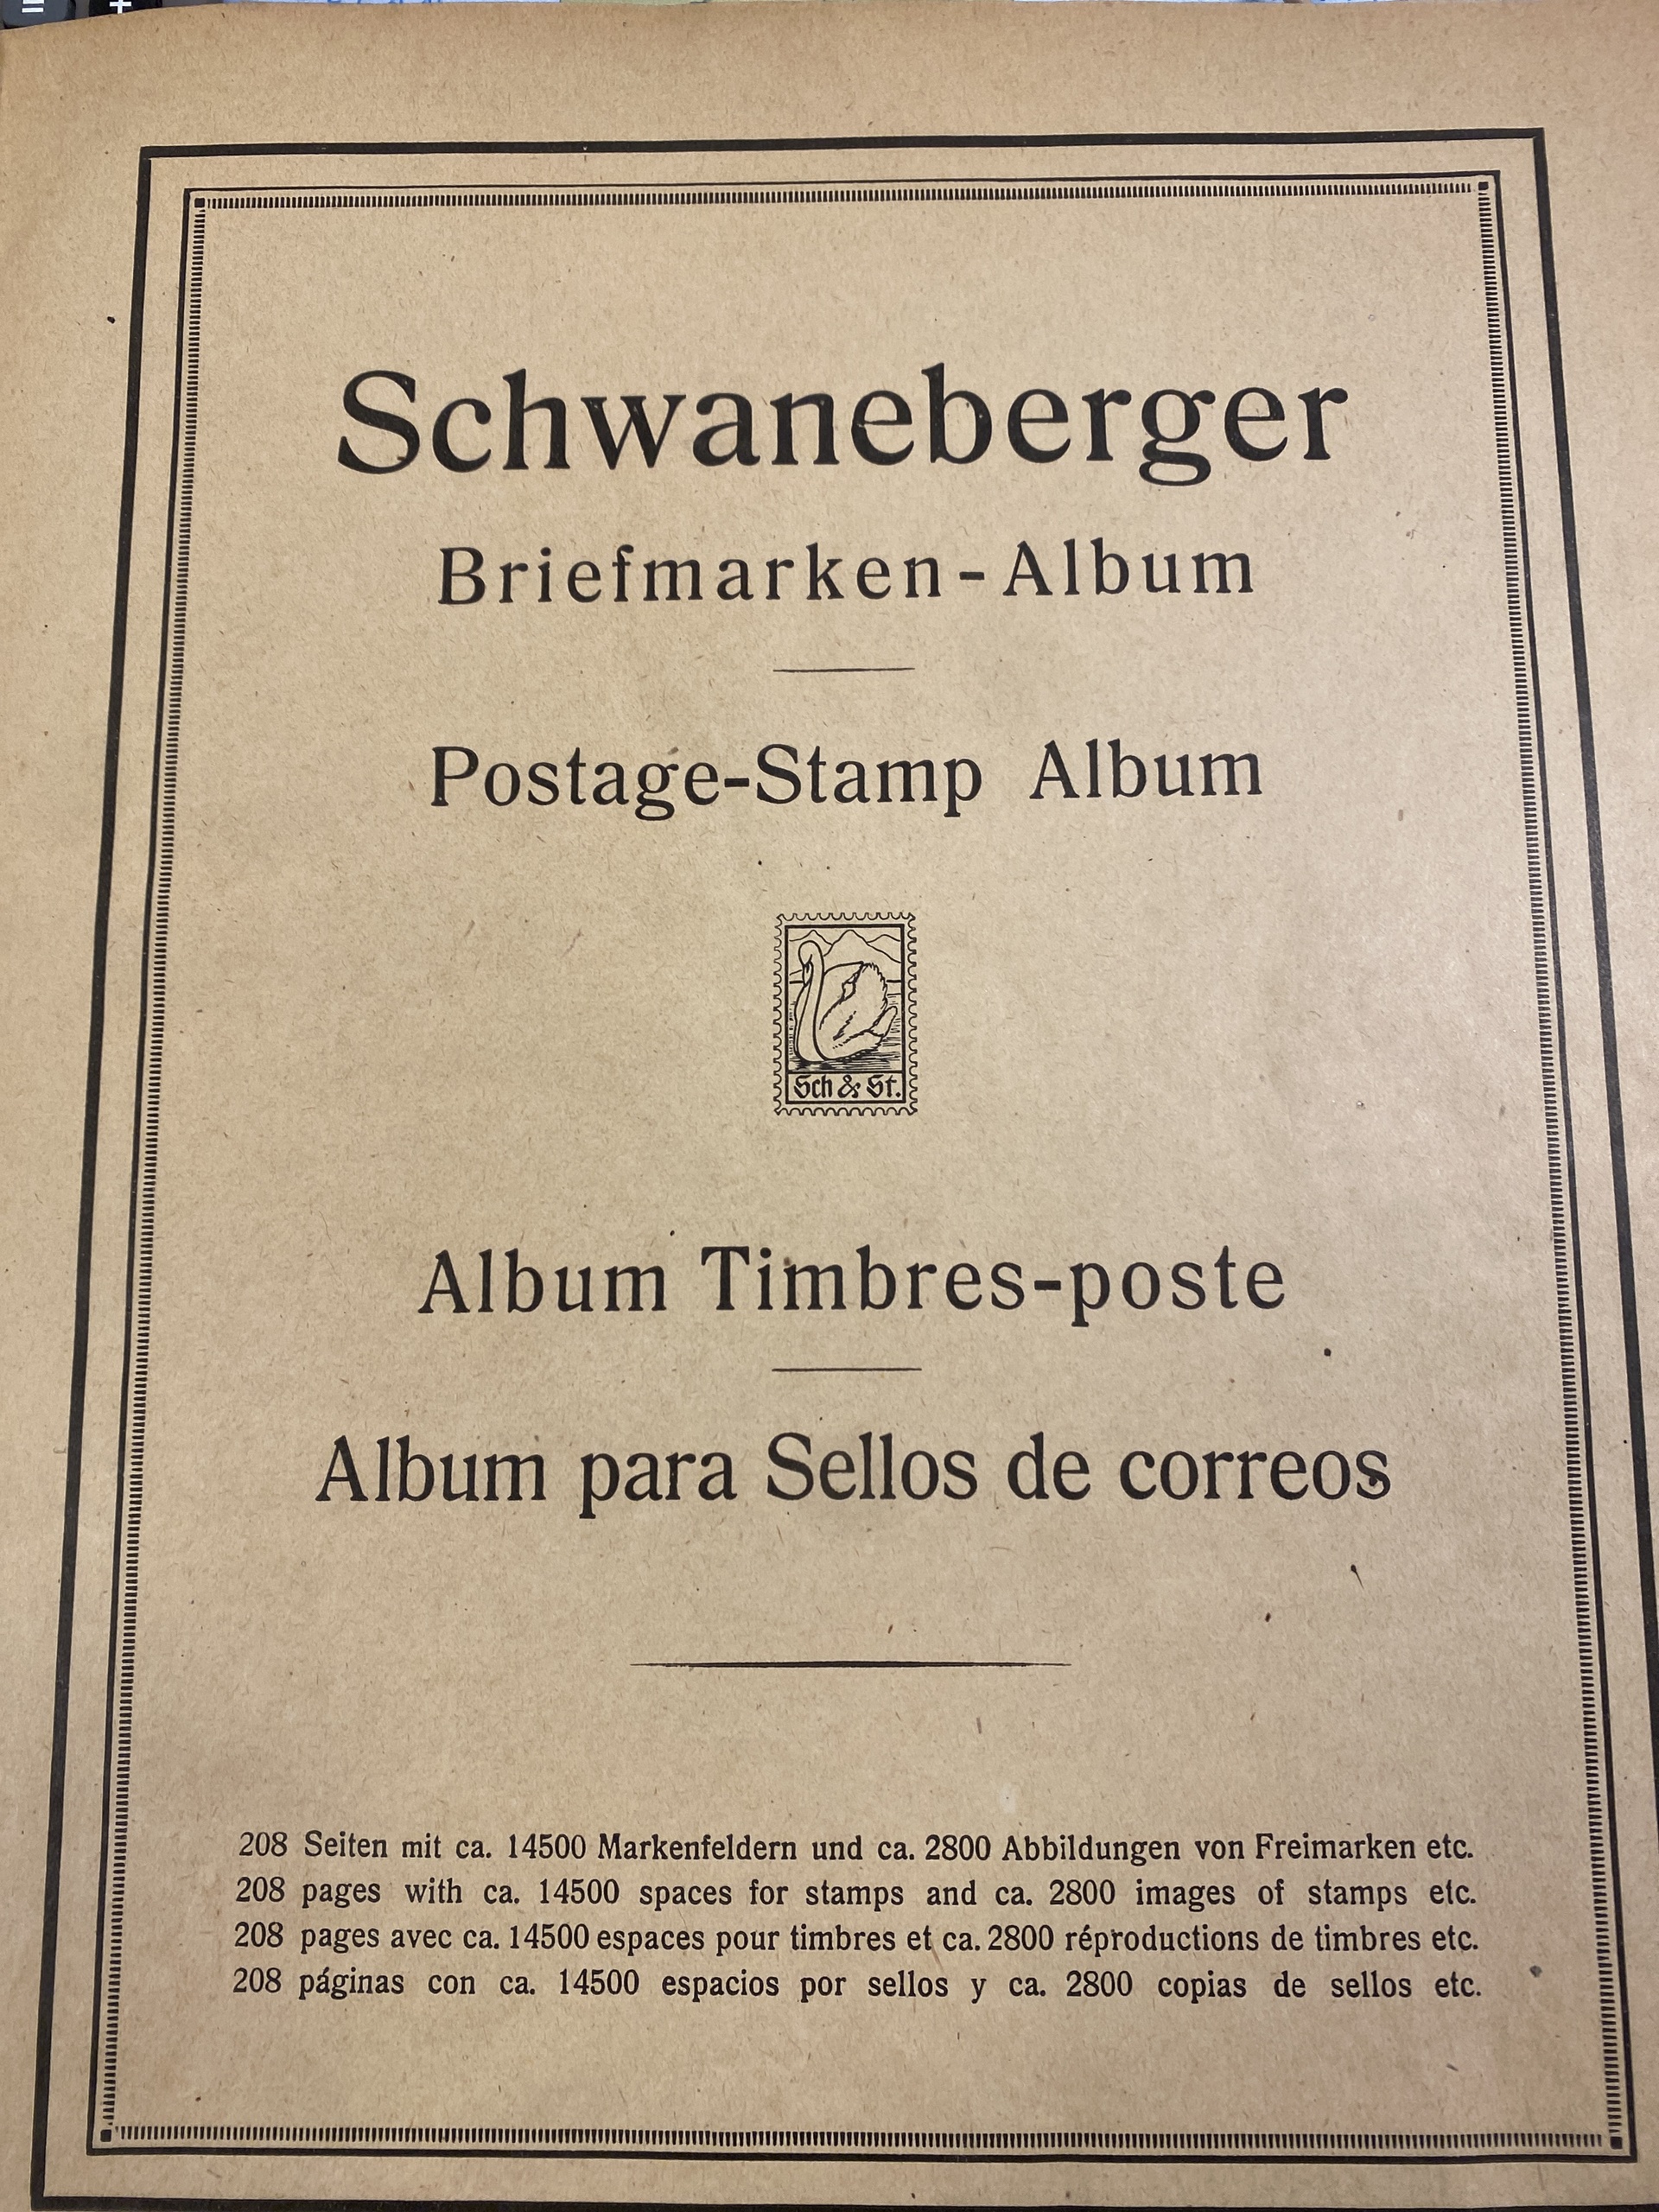 Schwaneberger
Briefmarken-Album
Postage-Stamp Album
Sch & St.
Album Timbres-poste
Album para Sellos de correos
208 Seiten mit ca. 14500 Markenfeldern und ca. 2800 Abbildungen von Freimarken etc.
208 pages with ca. 14500 spaces for stamps and ca. 2800 images of stamps etc.
208 pages avec ca. 14500 espaces pour timbres et ca. 2800 réproductions de timbres etc.
208 páginas con ca. 14500 espacios por sellos y ca. 2800 copias de sellos etc.